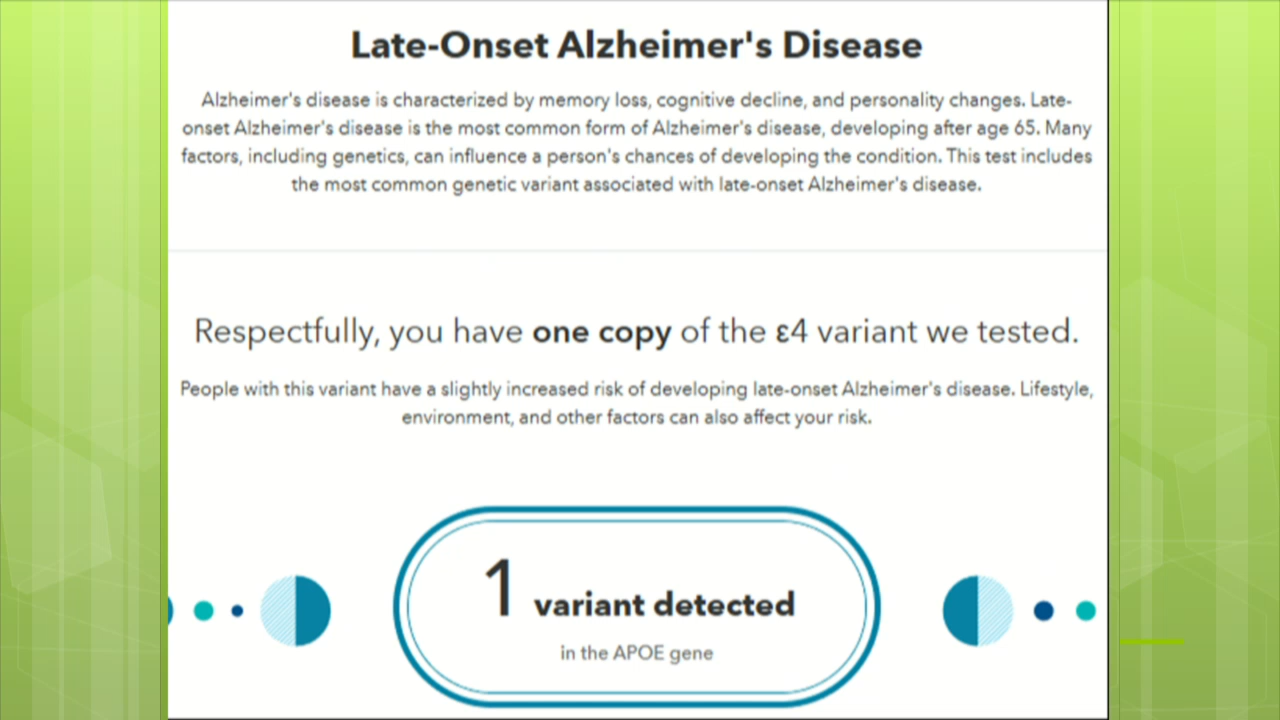 Late-Onset Alzheimer's Disease
Alzheimer's disease is characterized by memory loss, cognitive decline, and personality changes. Late-
onset Alzheimer's disease is the most common form of Alzheimer's disease, developing after age 65. Many
factors, including genetics, can influence a person's chances of developing the condition. This test includes
the most common genetic variant associated with late-onset Alzheimer's disease.
Respectfully, you have one copy of the ε4 variant we tested.
People with this variant have a slightly increased risk of developing late-onset Alzheimer's disease. Lifestyle,
environment, and other factors can also affect your risk.
1 variant detected
in the APOE gene